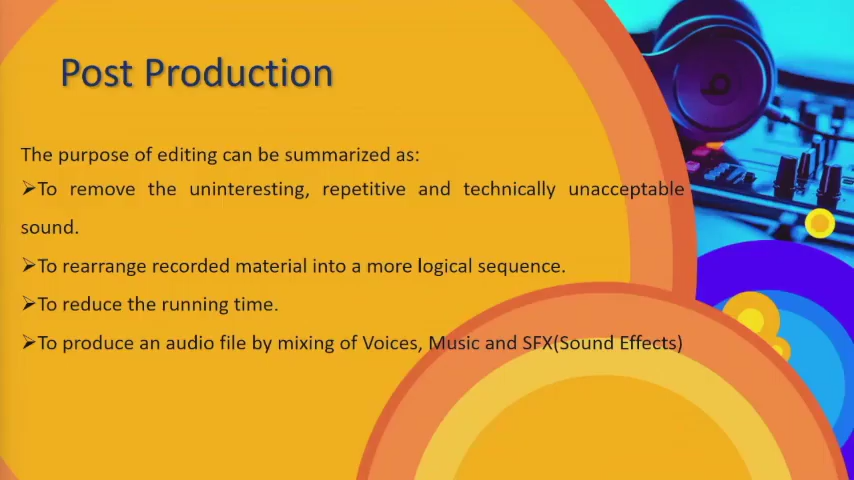 Post Production
The purpose of editing can be summarized as:
➢To remove the uninteresting, repetitive and technically unacceptable
sound.
➢To rearrange recorded material into a more logical sequence.
➢To reduce the running time.
➢To produce an audio file by mixing of Voices, Music and SFX(Sound Effects)